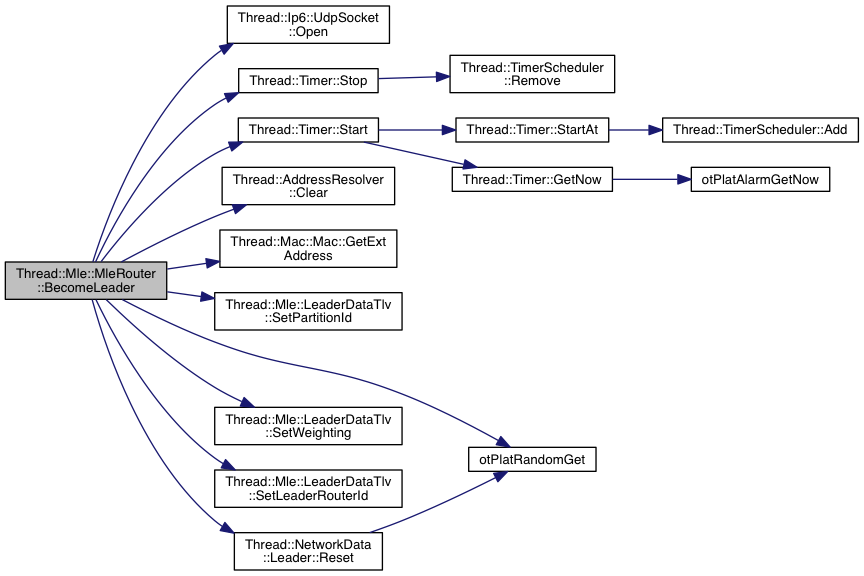 Thread::Ip6::UdpSocket
::Open
Thread::Timer::Stop
Thread::TimerScheduler
::Remove
Thread::Timer::Start
Thread::Timer::StartAt
Thread::TimerScheduler::Add
Thread::Timer::GetNow
otPlatAlarmGetNow
Thread::AddressResolver
::Clear
Thread::Mac::Mac::GetExt
Address
Thread::Mle::MleRouter
::BecomeLeader
Thread::Mle::LeaderDataTlv
::SetPartitionId
Thread::Mle::LeaderDataTlv
::SetWeighting
otPlatRandomGet
Thread::Mle::LeaderDataTlv
::SetLeaderRouterId
Thread::NetworkData
::Leader::Reset